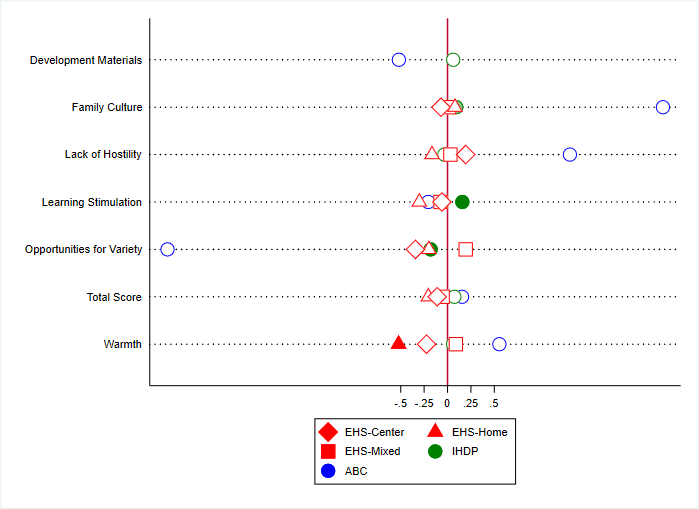 Development Materials
Family Culture
Lack of Hostility
Learning Stimulation
Opportunities for Variety
Total Score
Warmth
-.5 -.25 0 .25 .5
EHS-Center EHS-Home
EHS-Mixed IHDP
ABC